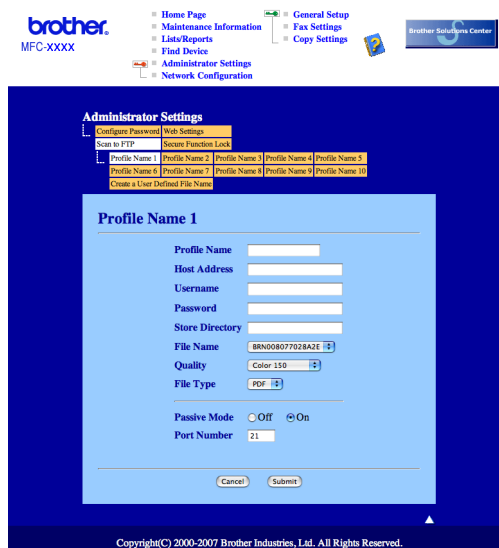 brother.
MFC-XXXX
Home Page
Maintenance Information
Lists/Reports
Find Device
Administrator Settings
Network Configuration
General Setup
Fax Settings
Copy Settings
Brother Solutions Center
Administrator Settings
Configure Password Web Settings
Scan to FTP Secure Function Lock
Profile Name 1 Profile Name 2 Profile Name 3 Profile Name 4 Profile Name 5
Profile Name 6 Profile Name 7 Profile Name 8 Profile Name 9 Profile Name 10
Create a User Defined File Name
Profile Name 1
Profile Name
Host Address
Username
Password
Store Directory
File Name BRN008077028A2E
Quality Color 150
File Type PDF
Passive Mode Off On
Port Number 21
Cancel Submit
Copyright(C) 2000-2007 Brother Industries, Ltd. All Rights Reserved.